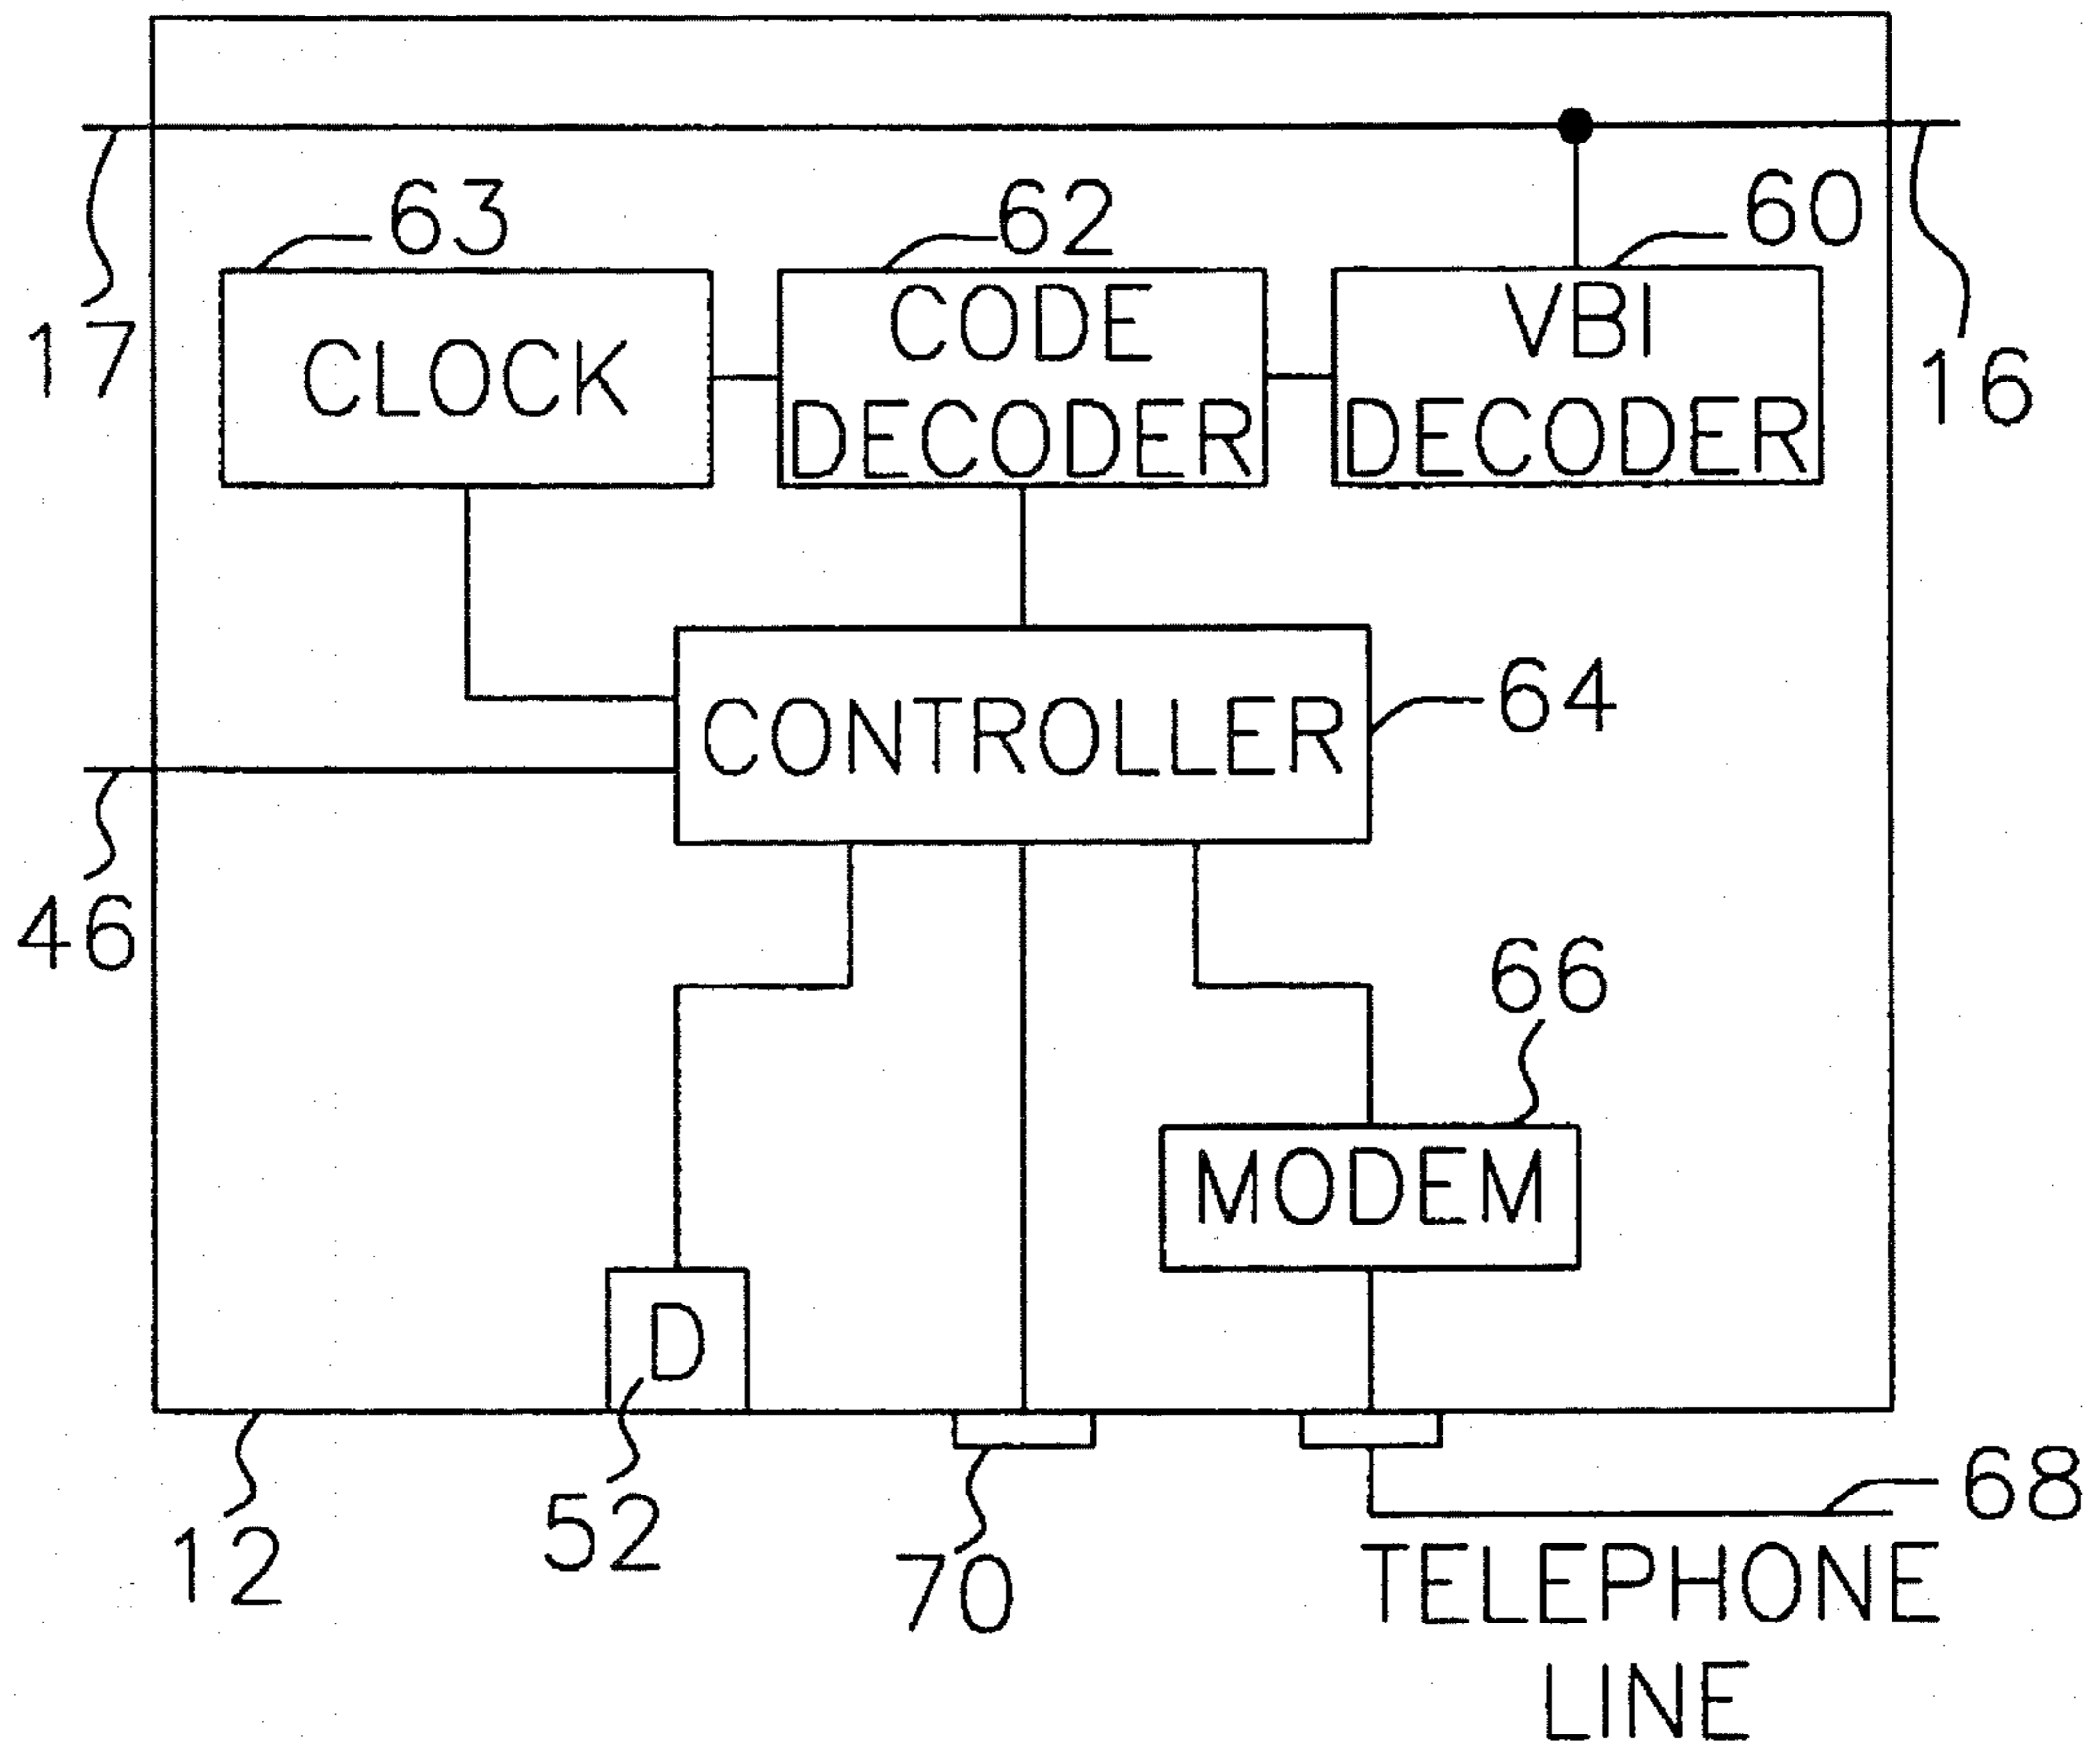 63
62
60
17
CLOCK
CODE
DECODER
VBI
DECODER
16
CONTROLLER
64
46
66
MODEM
D
12
52
70
68
TELEPHONE
LINE